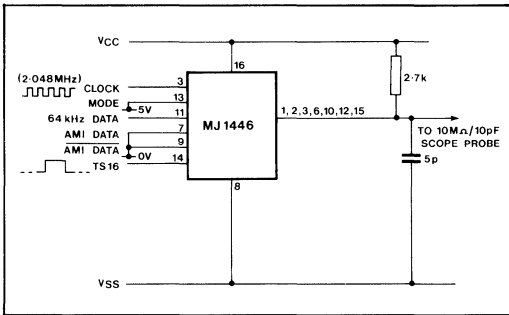 VCC
16
2.7k
(2·048MHz) CLOCK 3
MODE 13
5V
64 kHz DATA 11
AMI DATA 7
AMI DATA 9
0V
TS16 14
MJ 1446
1, 2, 3, 6, 10, 12, 15
TO 10MΩ/10pF
SCOPE PROBE
5p
8
VSS